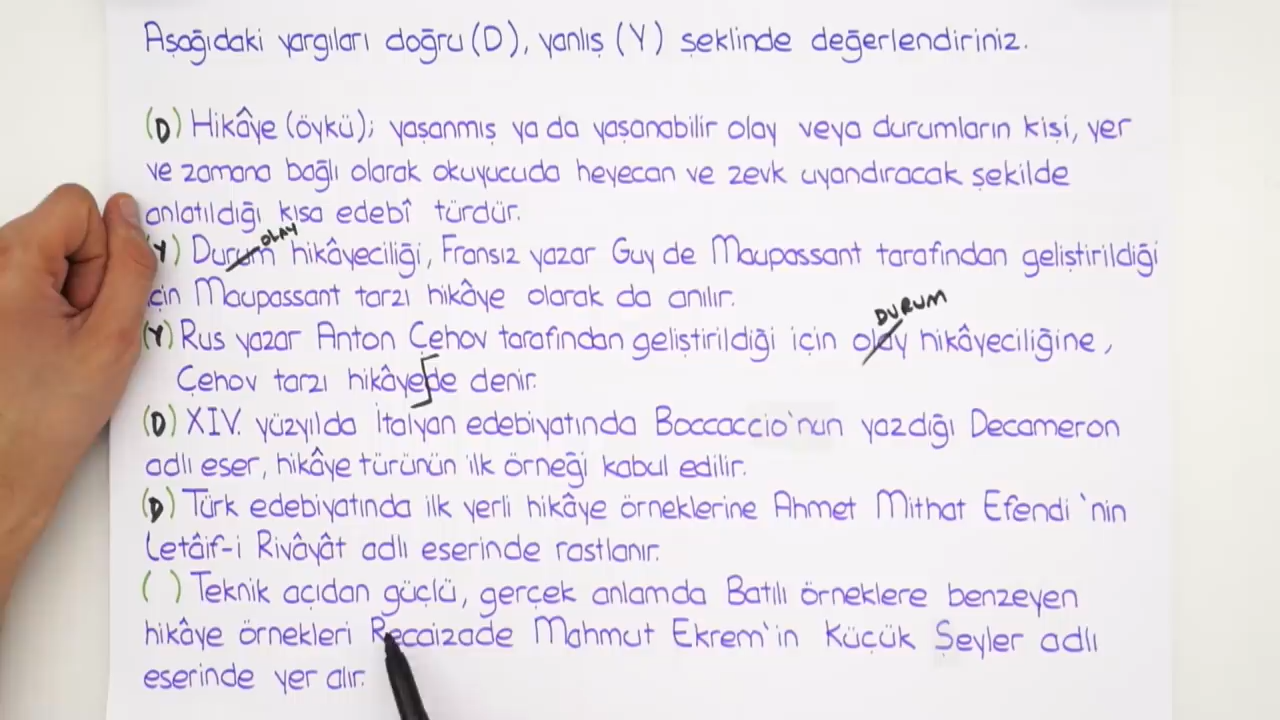 Aşağıdaki yargıları doğru (D), yanlış (Y) şeklinde değerlendiriniz.
(D) Hikâye (öykü); yaşanmış ya da yaşanabilir olay veya durumların kişi, yer
ve zamana bağlı olarak okuyucuda heyecan ve zevk uyandıracak şekilde
anlatıldığı kısa edebî türdür.
OLAY
Y) Durum hikâyeciliği, Fransız yazar Guy de Maupassant tarafından geliştirildiği
için Maupassant tarzı hikâye olarak da anılır.
DURUM
(Y) Rus yazar Anton Çehov tarafından geliştirildiği için olay hikâyeciliğine,
Çehov tarzı hikâye de denir.
(D) XIV. yüzyılda İtalyan edebiyatında Boccaccio'nun yazdığı Decameron
adlı eser, hikâye türünün ilk örneği kabul edilir.
(D) Türk edebiyatında ilk yerli hikâye örneklerine Ahmet Mithat Efendi'nin
Letâif-i Rivâyât adlı eserinde rastlanır.
( ) Teknik açıdan güçlü, gerçek anlamda Batılı örneklere benzeyen
hikâye örnekleri Recaizade Mahmut Ekrem'in Küçük Şeyler adlı
eserinde yer alır.